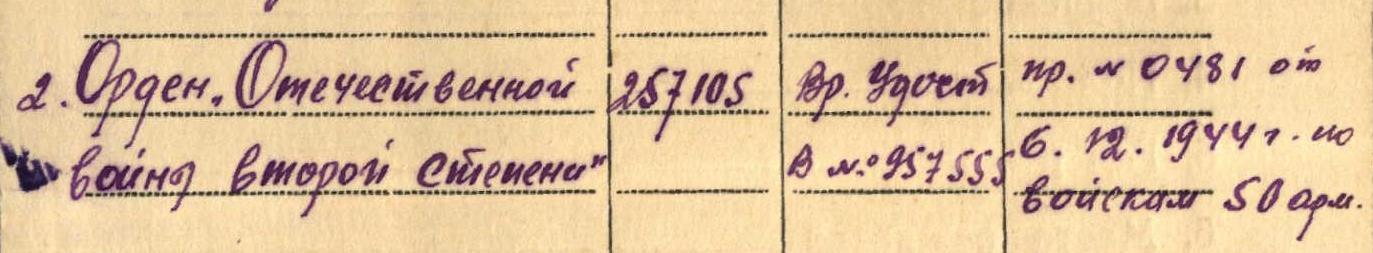 2. Орден „Отечественной 257105 Вр. Удост пр. № 0481 от
войны второй степени" В №° 957555 6. 12. 1944 г. по
войскам 50 арм.